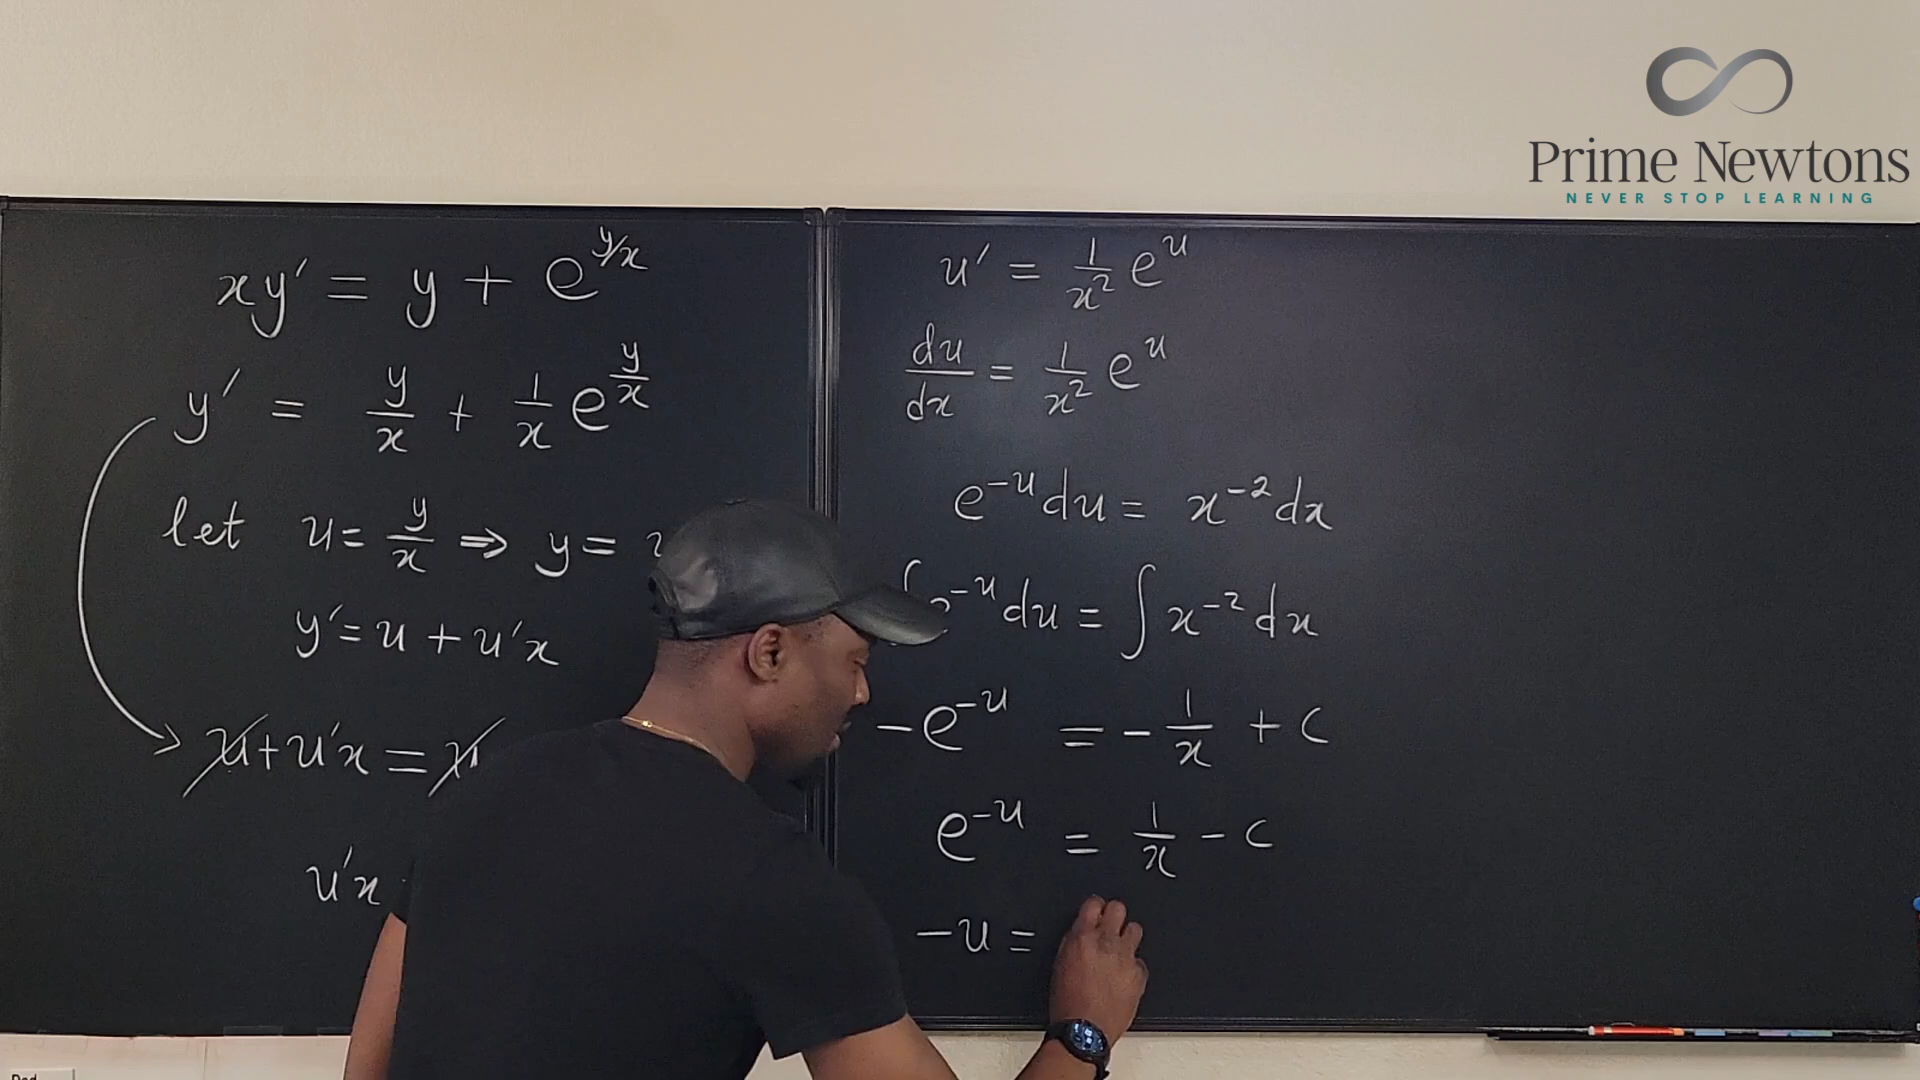 Prime Newtons
NEVER STOP LEARNING
xy' = y + e^{y/x}
y' = y/x + 1/x e^{y/x}
let u = y/x ⇒ y =
y' = u + u'x
u + u'x = u
u'x
u' = 1/x² e^u
du/dx = 1/x² e^u
e^{-u} du = x^{-2} dx
∫ e^{-u} du = ∫ x^{-2} dx
-e^{-u} = -1/x + c
e^{-u} = 1/x - c
-u =